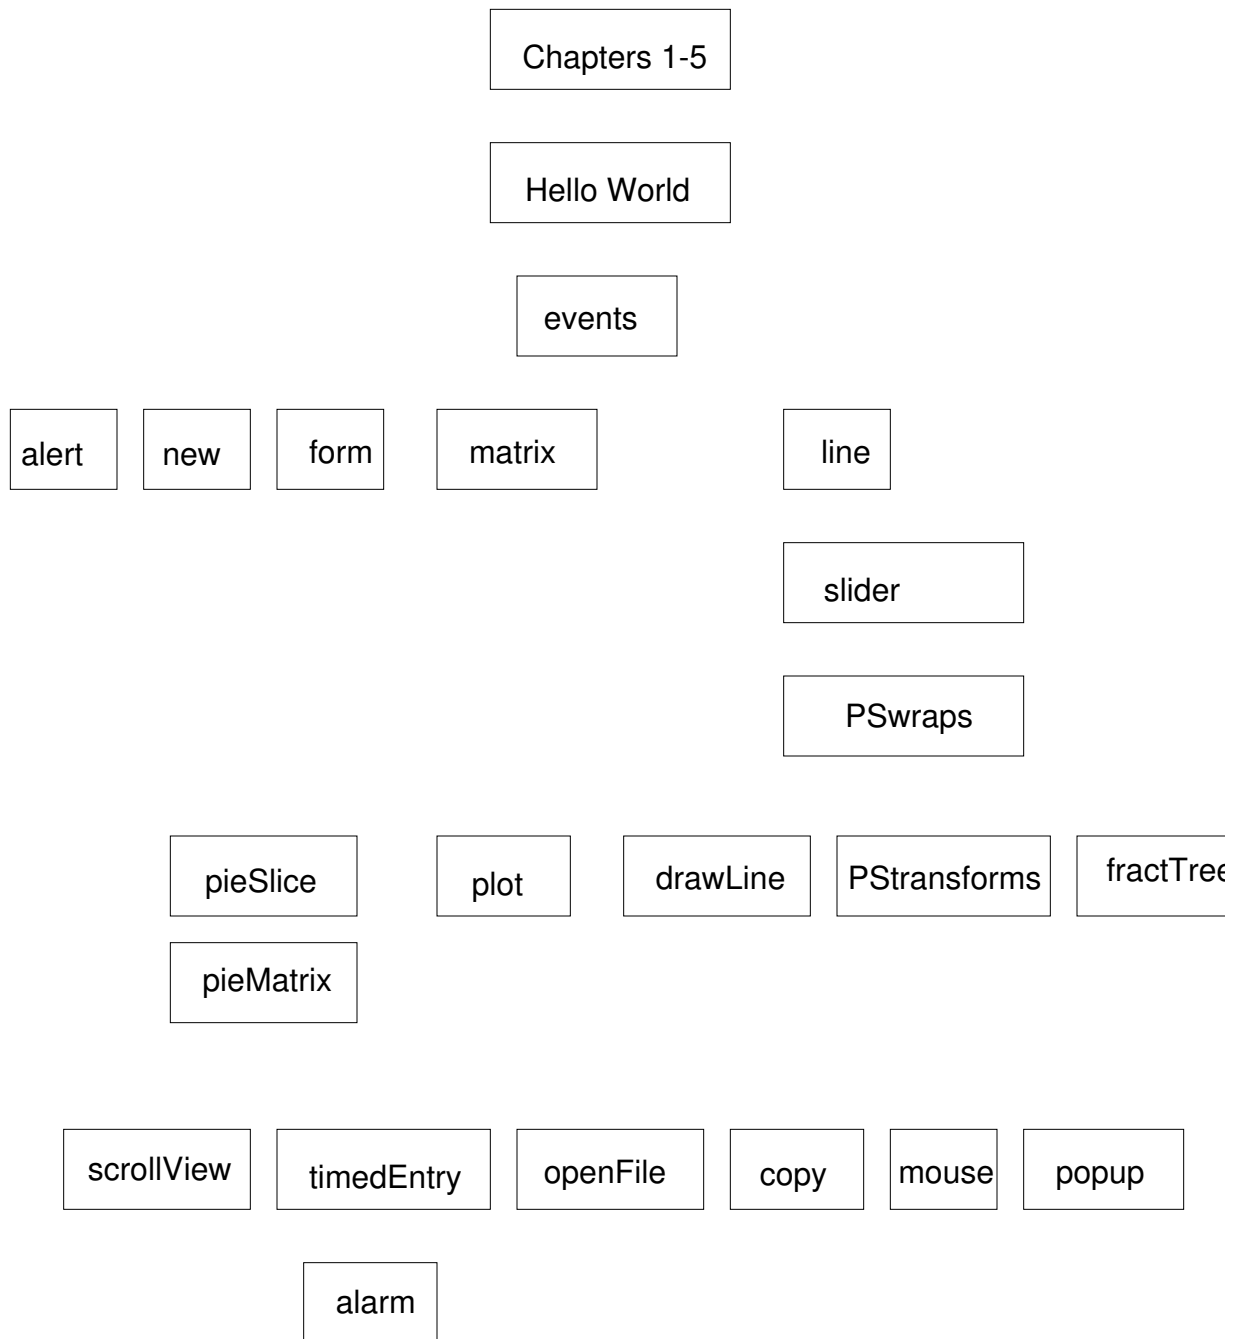 Chapters 1-5
Hello World
events
alert new form matrix line
slider
PSwraps
pieSlice plot drawLine PStransforms fractTree
pieMatrix
scrollView timedEntry openFile copy mouse popup
alarm